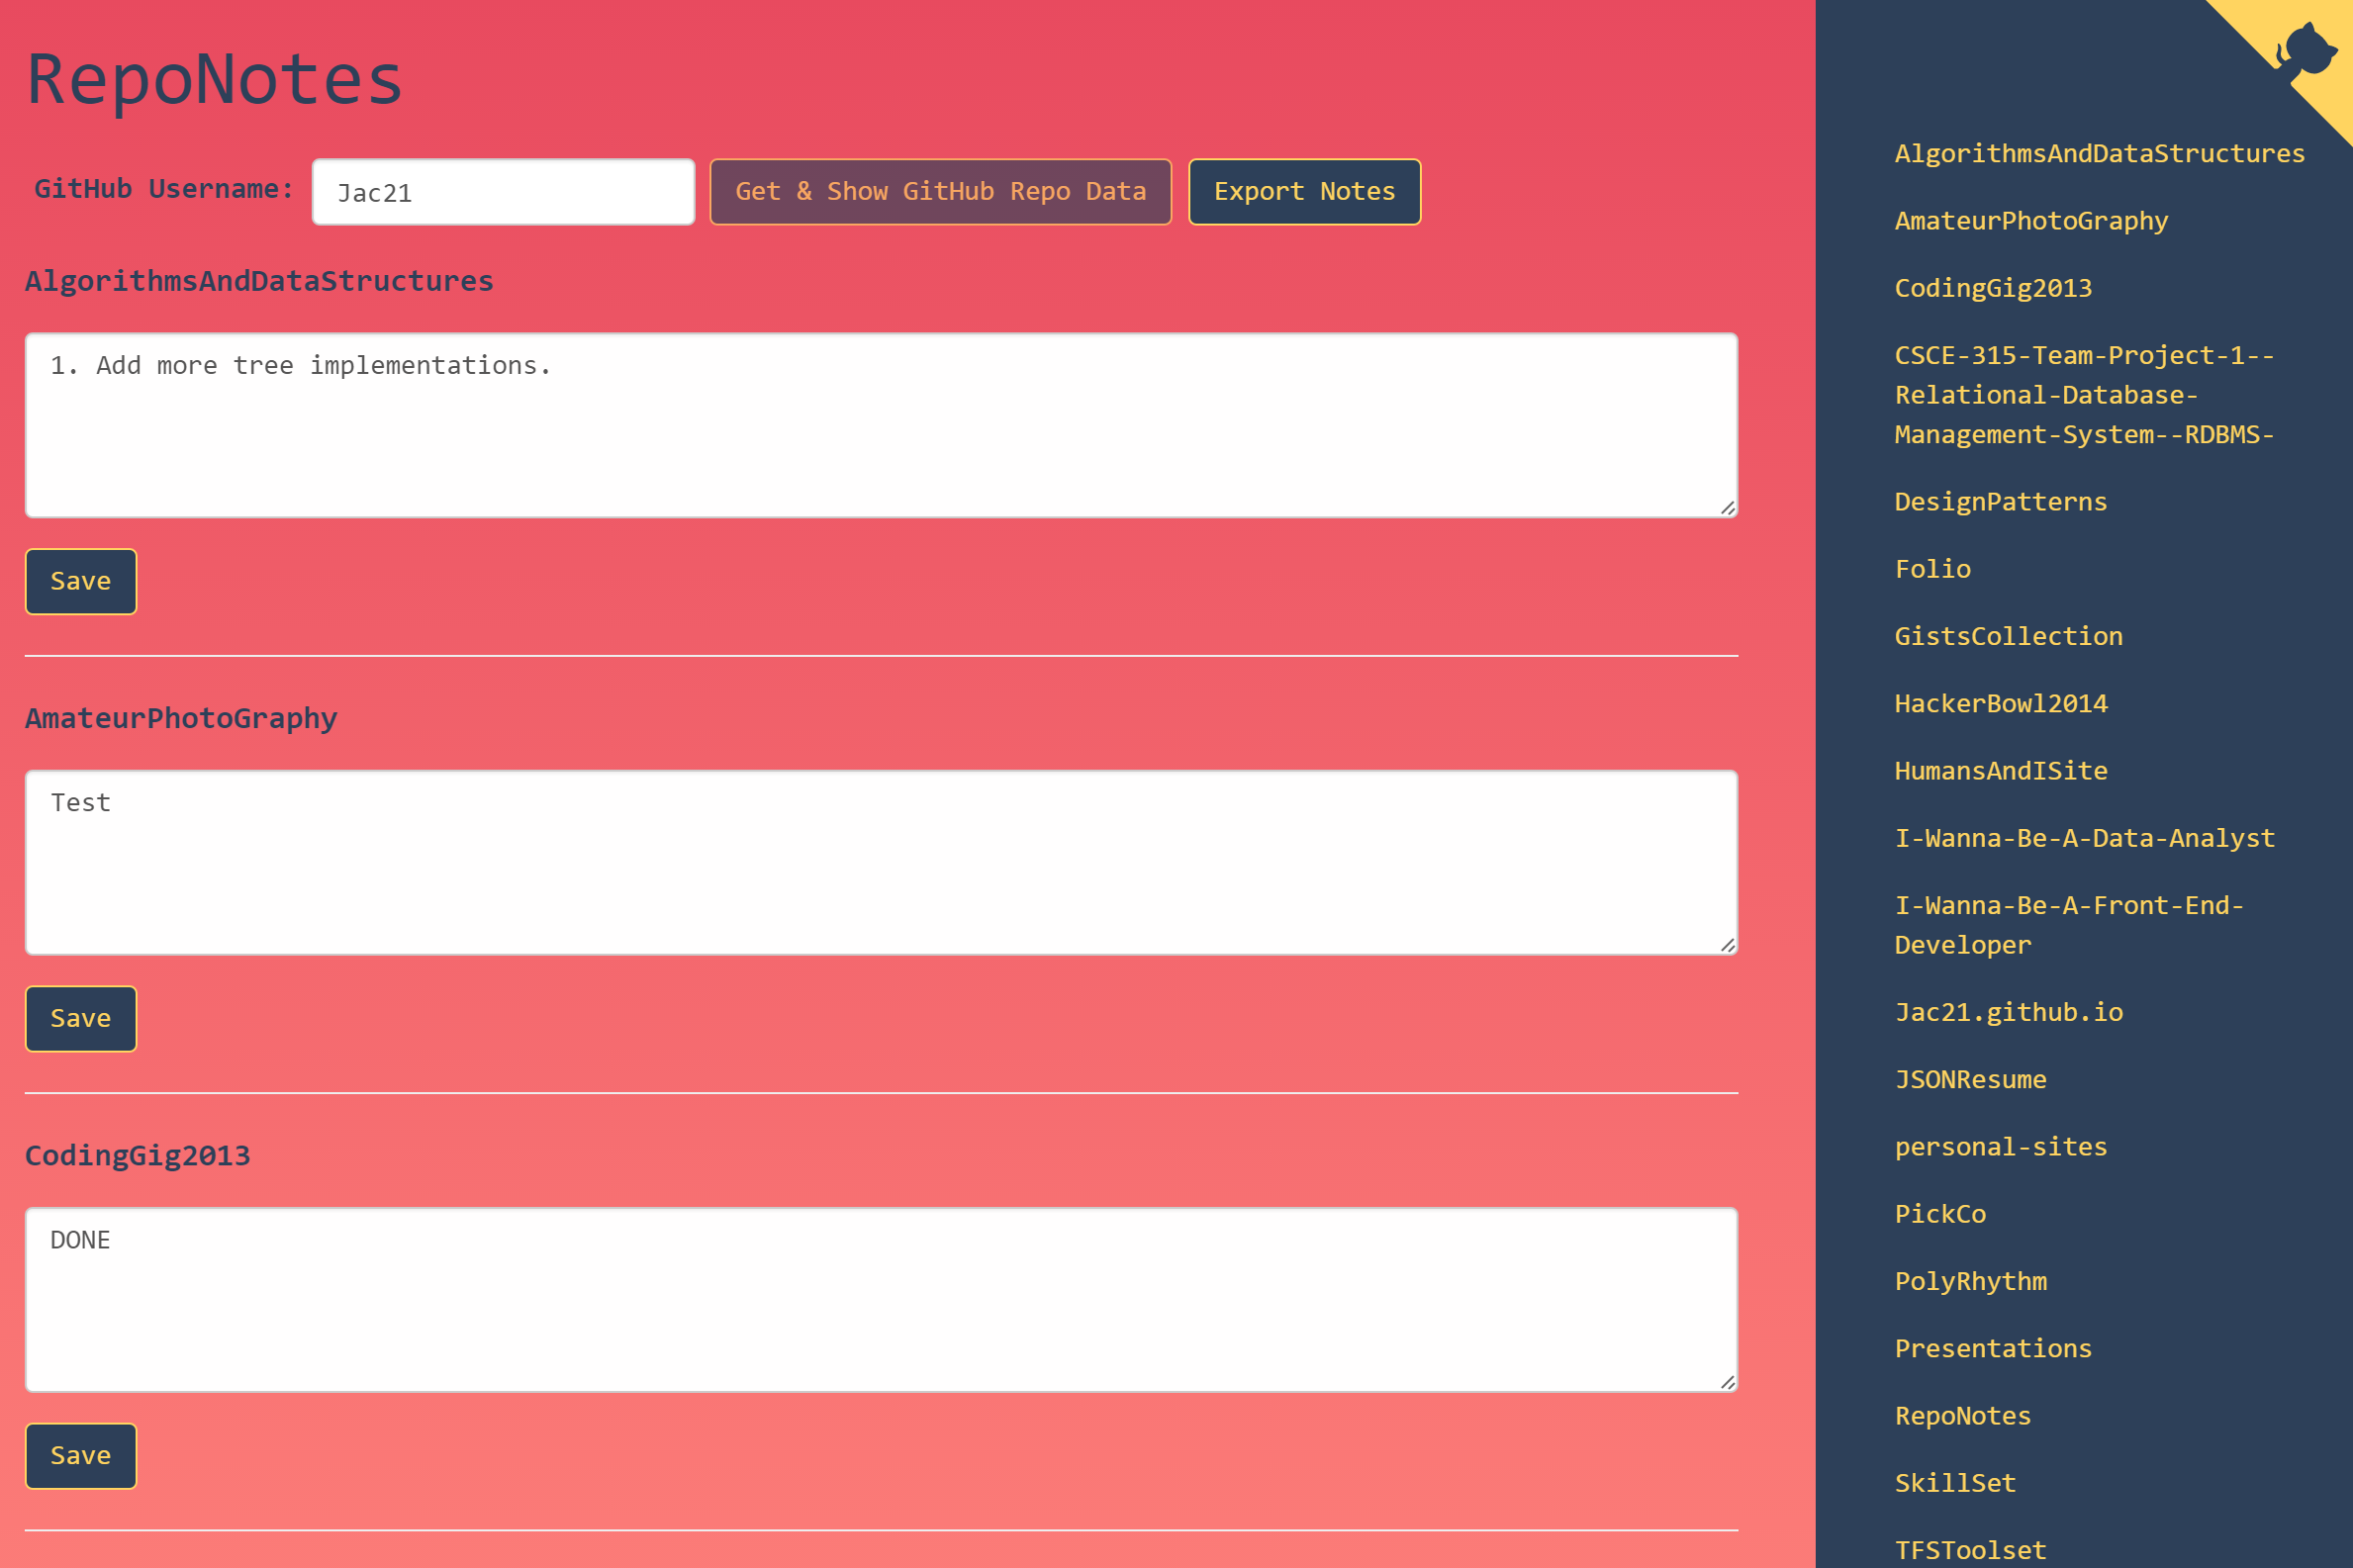 RepoNotes
GitHub Username:
Jac21
Get & Show GitHub Repo Data
Export Notes
AlgorithmsAndDataStructures
1. Add more tree implementations.
Save
AmateurPhotoGraphy
Test
Save
CodingGig2013
DONE
Save
AlgorithmsAndDataStructures
AmateurPhotoGraphy
CodingGig2013
CSCE-315-Team-Project-1--
Relational-Database-
Management-System--RDBMS-
DesignPatterns
Folio
GistsCollection
HackerBowl2014
HumansAndISite
I-Wanna-Be-A-Data-Analyst
I-Wanna-Be-A-Front-End-
Developer
Jac21.github.io
JSONResume
personal-sites
PickCo
PolyRhythm
Presentations
RepoNotes
SkillSet
TFSToolset